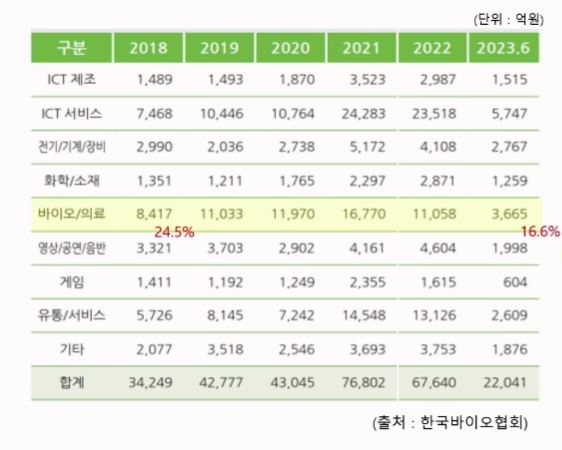 (단위 : 억원)
구분 2018 2019 2020 2021 2022 2023.6
ICT 제조 1,489 1,493 1,870 3,523 2,987 1,515
ICT 서비스 7,468 10,446 10,764 24,283 23,518 5,747
전기/기계/장비 2,990 2,036 2,738 5,172 4,108 2,767
화학/소재 1,351 1,211 1,765 2,297 2,871 1,259
바이오/의료 8,417 11,033 11,970 16,770 11,058 3,665
24.5% 16.6%
영상/공연/음반 3,321 3,703 2,902 4,161 4,604 1,998
게임 1,411 1,192 1,249 2,355 1,615 604
유통/서비스 5,726 8,145 7,242 14,548 13,126 2,609
기타 2,077 3,518 2,546 3,693 3,753 1,876
합계 34,249 42,777 43,045 76,802 67,640 22,041
(출처 : 한국바이오협회)